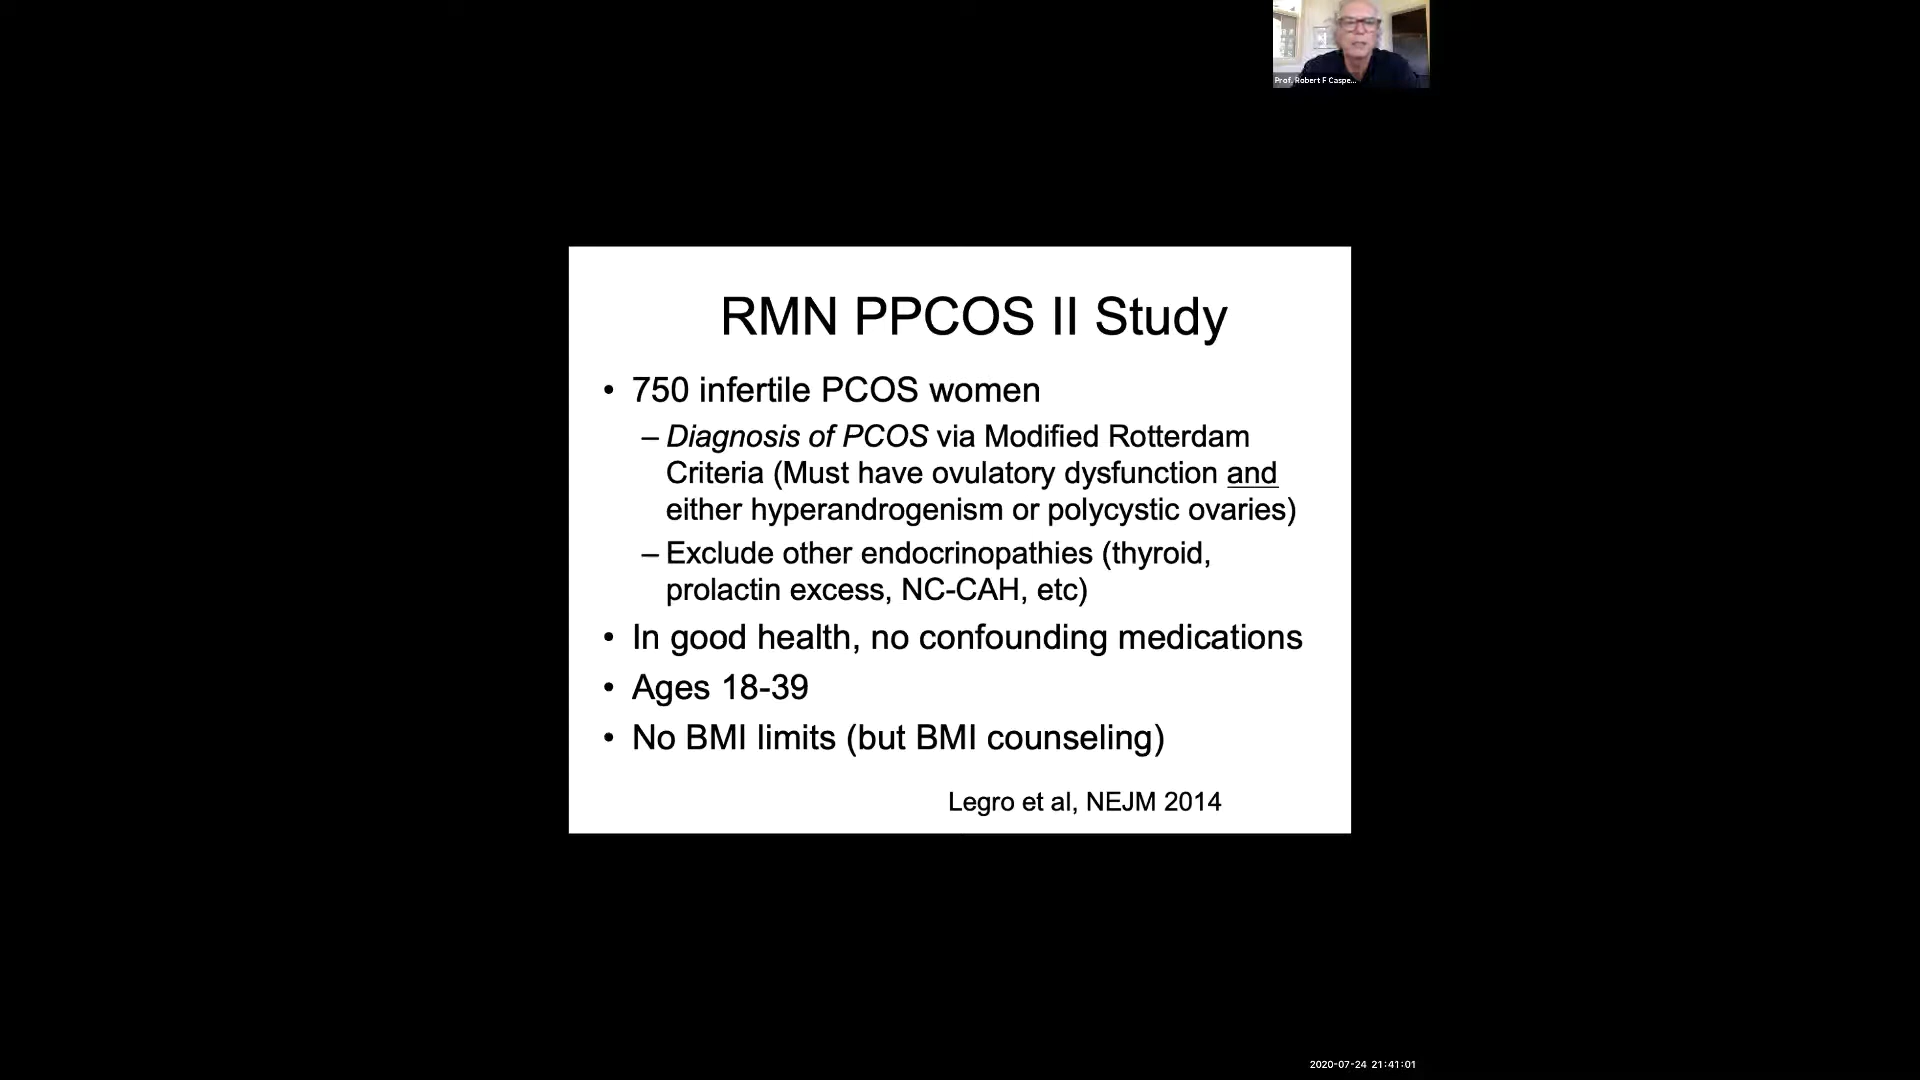 Prof. Robert F Caspe...
RMN PPCOS II Study
• 750 infertile PCOS women
– Diagnosis of PCOS via Modified Rotterdam
Criteria (Must have ovulatory dysfunction and
either hyperandrogenism or polycystic ovaries)
– Exclude other endocrinopathies (thyroid,
prolactin excess, NC-CAH, etc)
• In good health, no confounding medications
• Ages 18-39
• No BMI limits (but BMI counseling)
Legro et al, NEJM 2014
2020-07-24 21:41:01